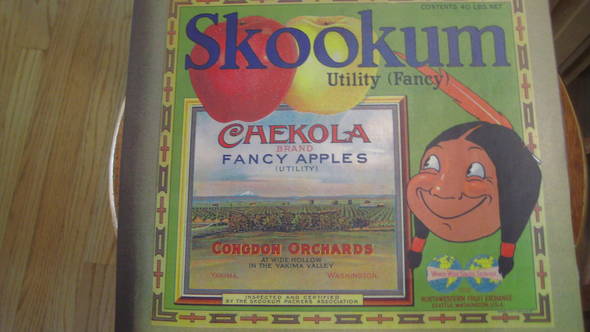 CONTENTS 40 LBS. NET
Skookum
Utility (Fancy)
CHEKOLA
BRAND
FANCY APPLES
(UTILITY)
CONGDON ORCHARDS
AT WIDE HOLLOW
IN THE YAKIMA VALLEY
YAKIMA, WASHINGTON.
INSPECTED AND CERTIFIED
BY THE SKOOKUM PACKERS ASSOCIATION
NORTHWESTERN FRUIT EXCHANGE
SEATTLE, WASHINGTON, U.S.A.